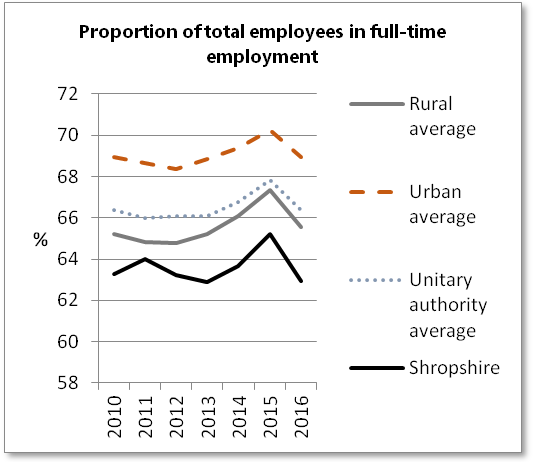 Proportion of total employees in full-time
employment
72
70
68
66
64
62
60
58
%
2010
2011
2012
2013
2014
2015
2016
Rural
average
Urban
average
Unitary
authority
average
Shropshire